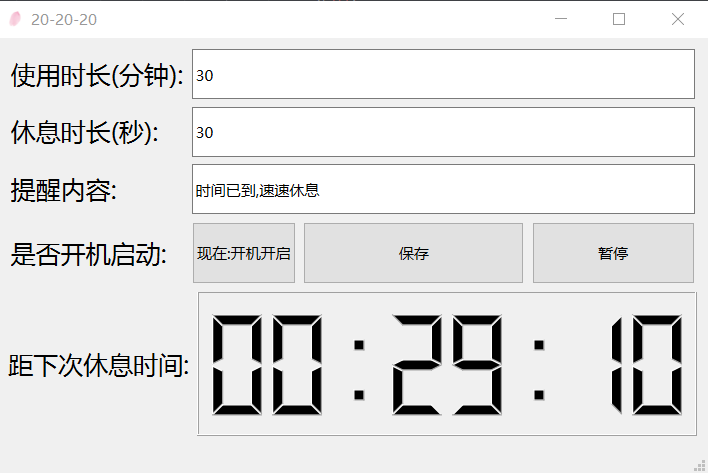 20-20-20
使用时长(分钟): 30
休息时长(秒): 30
提醒内容: 时间已到,速速休息
是否开机启动: 现在:开机开启 保存 暂停
距下次休息时间: 00:29:10